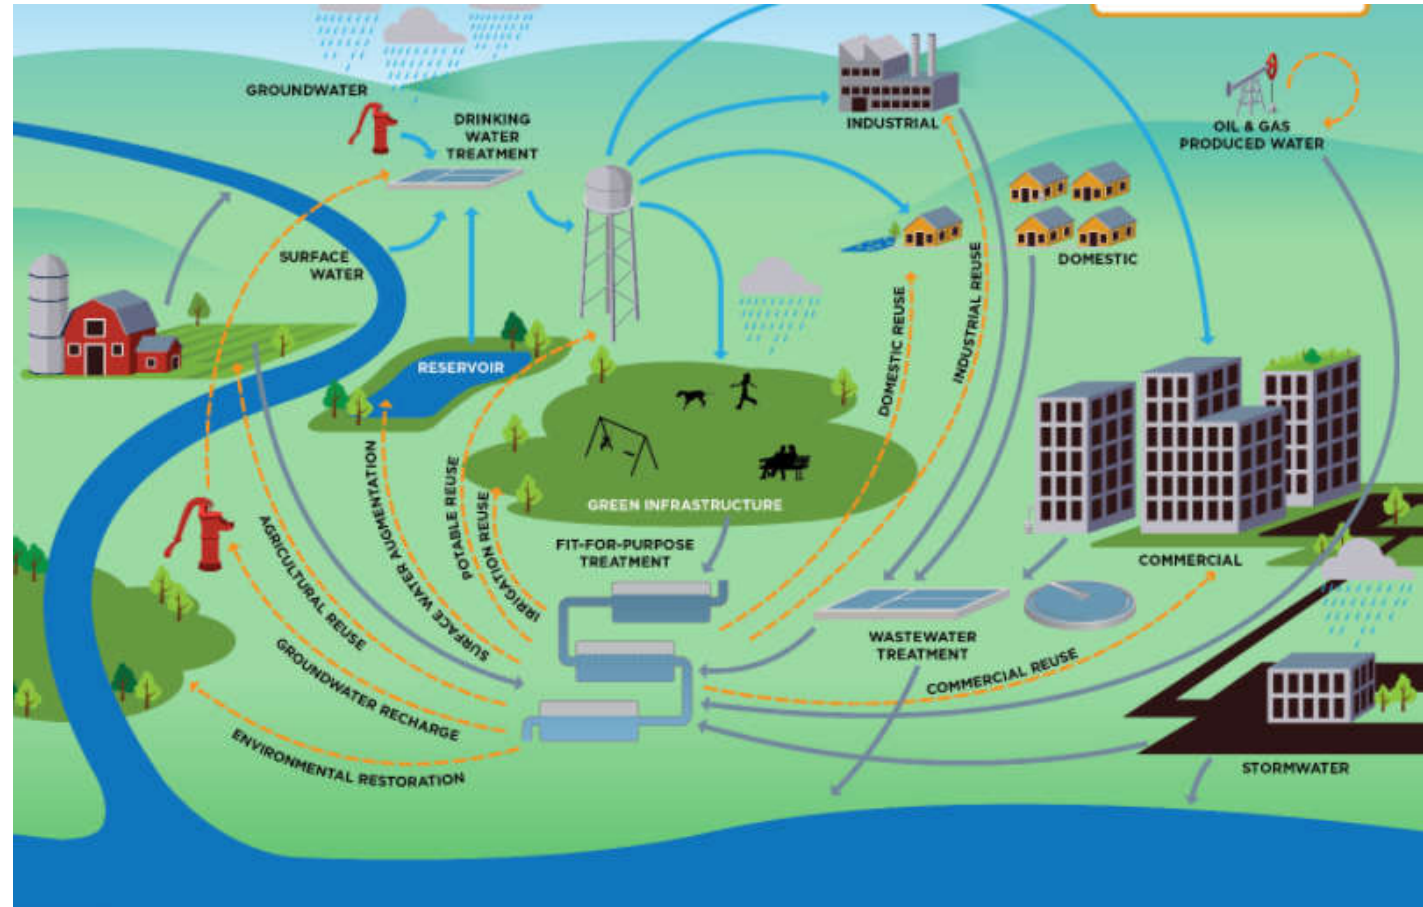 GROUNDWATER
DRINKING
WATER
TREATMENT
INDUSTRIAL
OIL & GAS
PRODUCED WATER
SURFACE
WATER
DOMESTIC
RESERVOIR
DOMESTIC REUSE
INDUSTRIAL REUSE
GREEN INFRASTRUCTURE
FIT-FOR-PURPOSE
TREATMENT
COMMERCIAL
POTABLE REUSE
IRRIGATION REUSE
SURFACE WATER AUGMENTATION
AGRICULTURAL REUSE
GROUNDWATER RECHARGE
ENVIRONMENTAL RESTORATION
WASTEWATER
TREATMENT
COMMERCIAL REUSE
STORMWATER